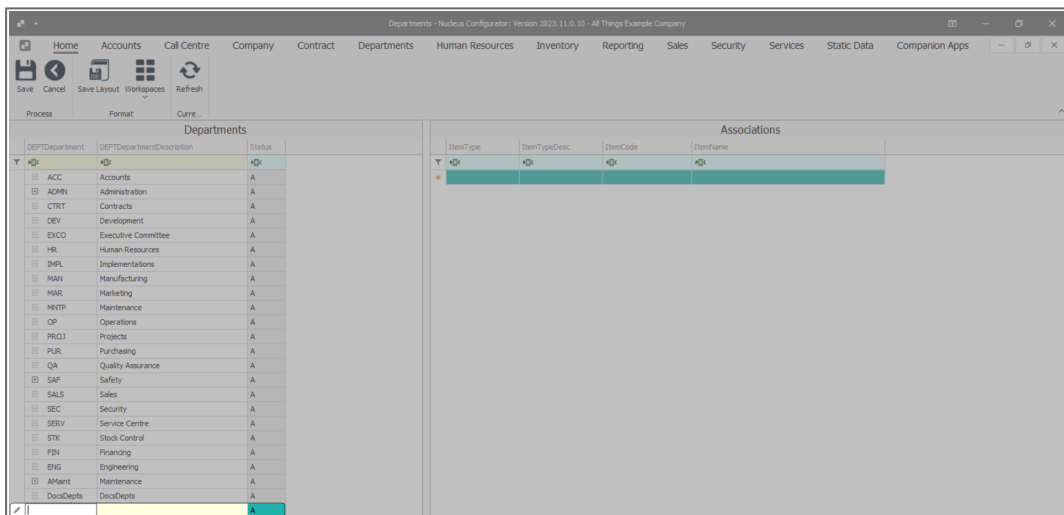 Departments - Nucleus Configurator: Version 2023.11.0.10 - All Things Example Company
Home Accounts Call Centre Company Contract Departments Human Resources Inventory Reporting Sales Security Services Static Data Companion Apps
Save Cancel Save Layout Workspaces Refresh
Process Format Curre...
Departments
DEPTDepartment DEPTDepartmentDescription Status
ACC Accounts A
ADMN Administration A
CTRT Contracts A
DEV Development A
EXCO Executive Committee A
HR Human Resources A
IMPL Implementations A
MAN Manufacturing A
MAR Marketing A
MNTP Maintenance A
OP Operations A
PROJ Projects A
PUR Purchasing A
QA Quality Assurance A
SAF Safety A
SALS Sales A
SEC Security A
SERV Service Centre A
STK Stock Control A
FIN Financing A
ENG Engineering A
AMaint Maintenance A
DocsDepts DocsDepts A
A
Associations
ItemType ItemTypeDesc ItemCode ItemName